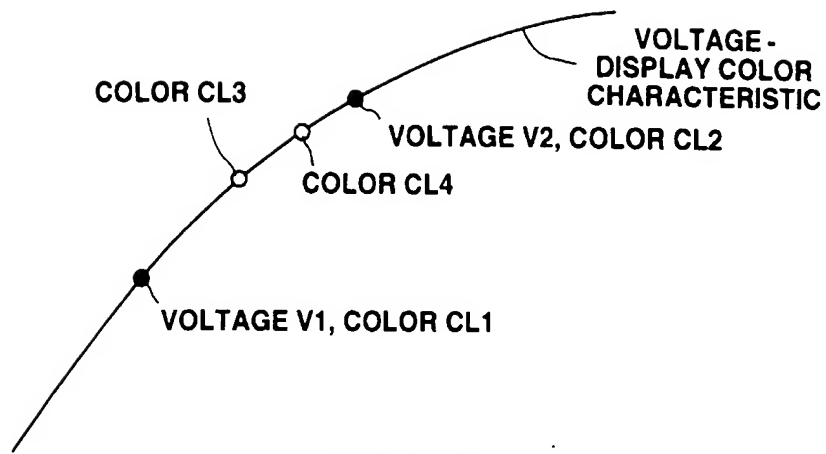 VOLTAGE -
DISPLAY COLOR
CHARACTERISTIC
COLOR CL3
VOLTAGE V2, COLOR CL2
COLOR CL4
VOLTAGE V1, COLOR CL1